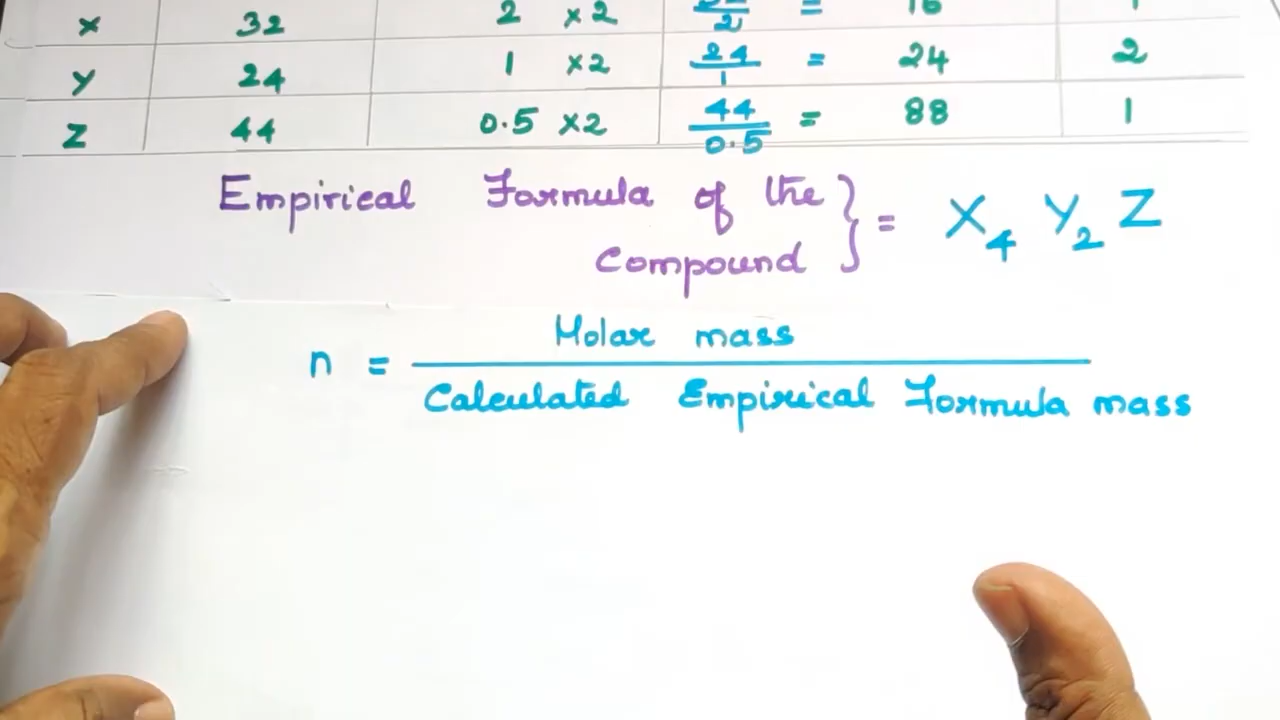 X 32 2 ×2 2 = 16
Y 24 1 ×2 24/1 = 24 2
Z 44 0.5 ×2 44/0.5 = 88 1
Empirical Formula of the
Compound } = X₄ Y₂ Z
n = Molar mass
Calculated Empirical Formula mass